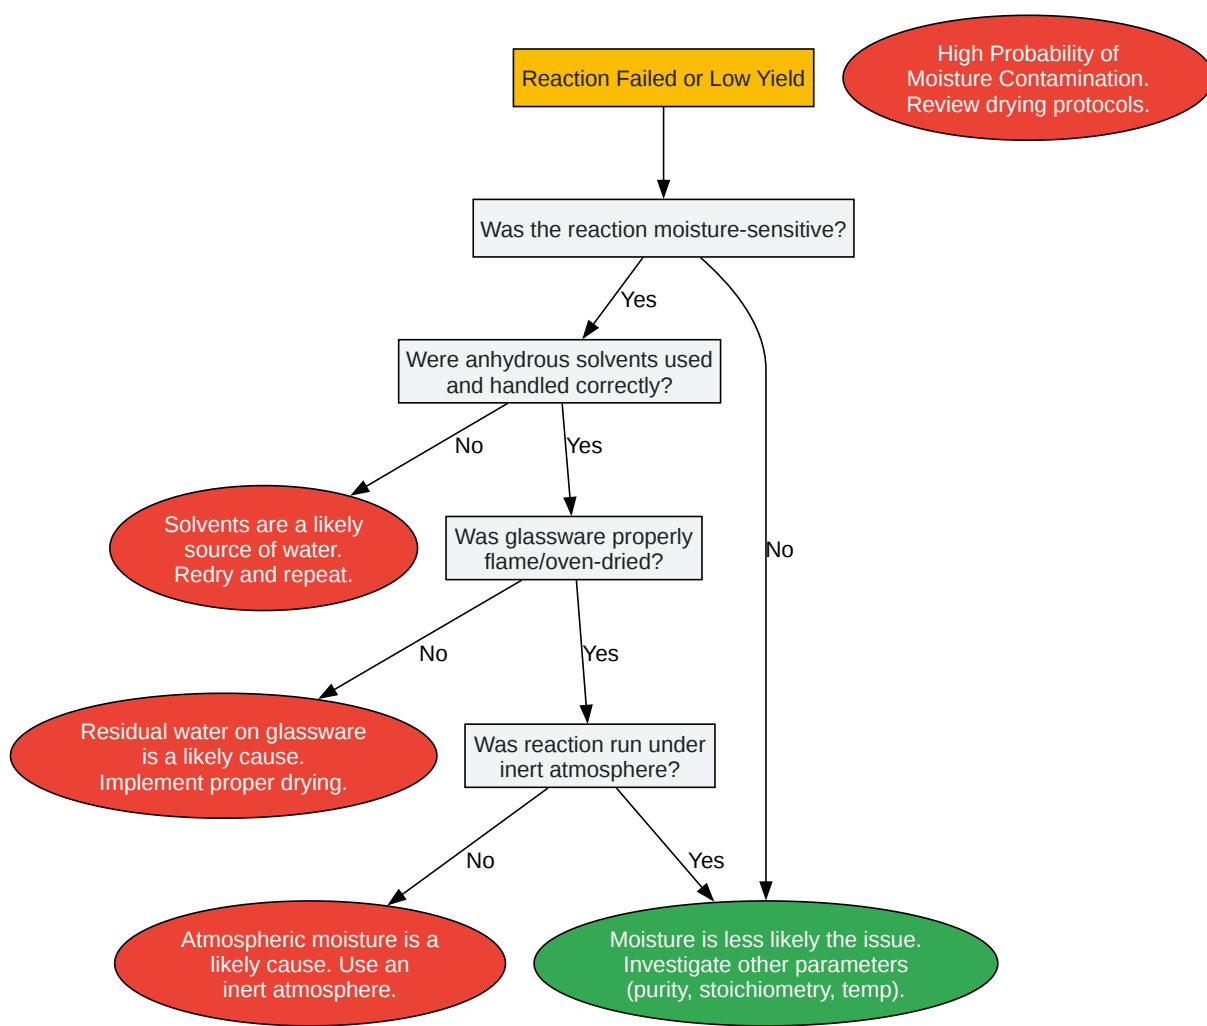 Reaction Failed or Low Yield
High Probability of
Moisture Contamination.
Review drying protocols.
Was the reaction moisture-sensitive?
Yes
Were anhydrous solvents used
and handled correctly?
No
Yes
Solvents are a likely
source of water.
Redry and repeat.
Was glassware properly
flame/oven-dried?
No
No
Yes
Residual water on glassware
is a likely cause.
Implement proper drying.
Was reaction run under
inert atmosphere?
No
Yes
Atmospheric moisture is a
likely cause. Use an
inert atmosphere.
Moisture is less likely the issue.
Investigate other parameters
(purity, stoichiometry, temp).